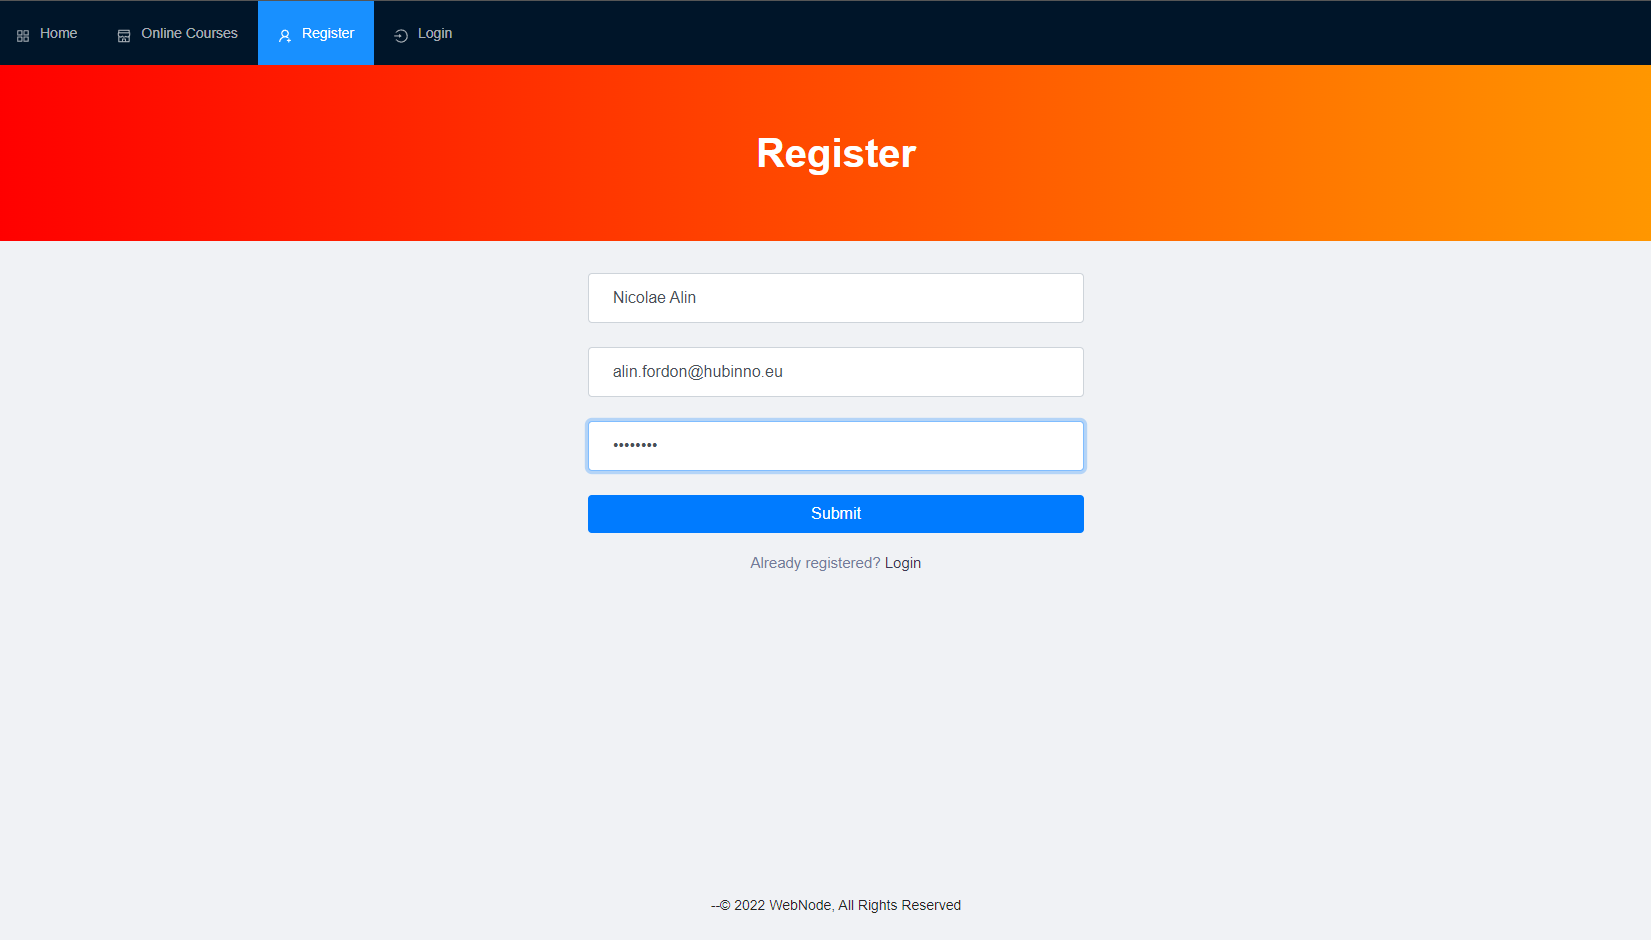 Home Online Courses Register Login
Register
Nicolae Alin
alin.fordon@hubinno.eu
••••••••
Submit
Already registered? Login
--© 2022 WebNode, All Rights Reserved